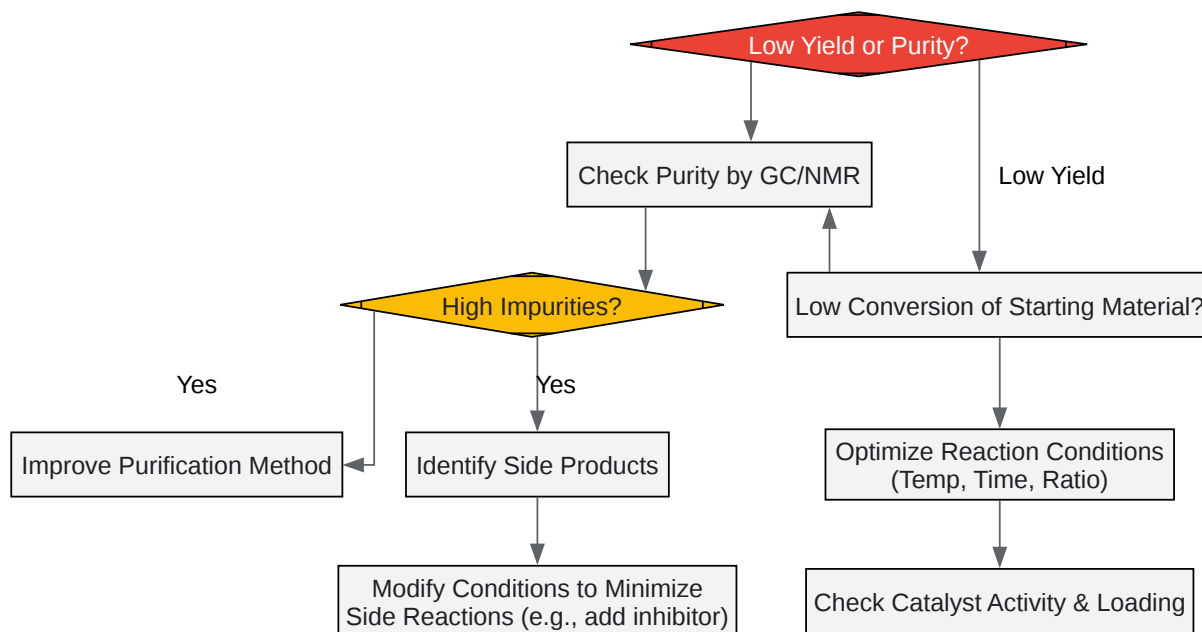 Low Yield or Purity?
Check Purity by GC/NMR
Low Yield
High Impurities?
Low Conversion of Starting Material?
Yes
Yes
Improve Purification Method
Identify Side Products
Optimize Reaction Conditions
(Temp, Time, Ratio)
Modify Conditions to Minimize
Side Reactions (e.g., add inhibitor)
Check Catalyst Activity & Loading